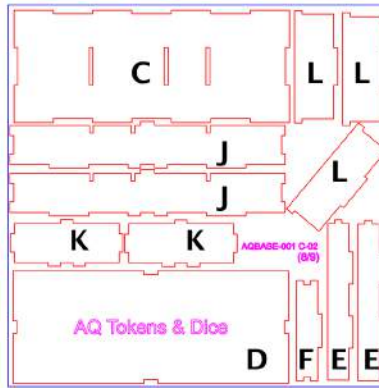 C
L
L
J
L
J
K
K
AQBASE-001 C-02
(8/9)
AQ Tokens & Dice
D
F
E
E